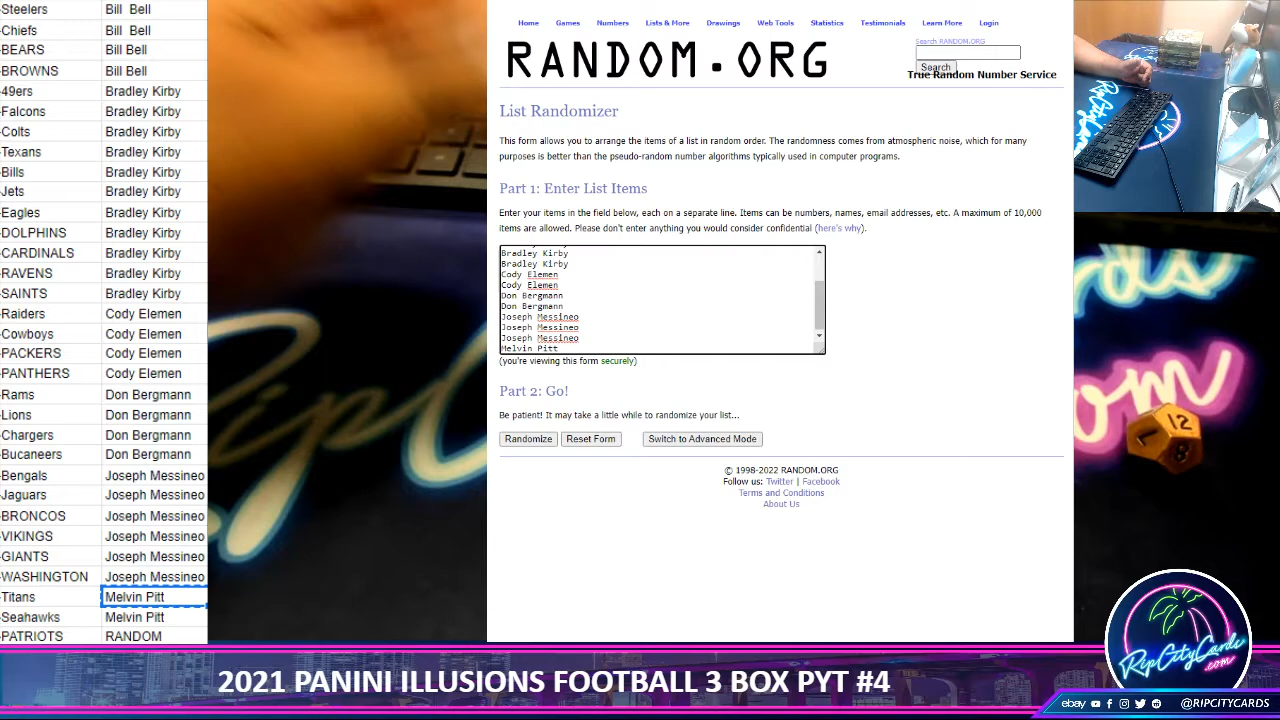 -Steelers Bill Bell
-Chiefs Bill Bell
-BEARS Bill Bell
-BROWNS Bill Bell
-49ers Bradley Kirby
-Falcons Bradley Kirby
-Colts Bradley Kirby
-Texans Bradley Kirby
-Bills Bradley Kirby
-Jets Bradley Kirby
-Eagles Bradley Kirby
-DOLPHINS Bradley Kirby
-CARDINALS Bradley Kirby
-RAVENS Bradley Kirby
-SAINTS Bradley Kirby
-Raiders Cody Elemen
-Cowboys Cody Elemen
-PACKERS Cody Elemen
-PANTHERS Cody Elemen
-Rams Don Bergmann
-Lions Don Bergmann
-Chargers Don Bergmann
-Bucaneers Don Bergmann
-Bengals Joseph Messineo
-Jaguars Joseph Messineo
-BRONCOS Joseph Messineo
-VIKINGS Joseph Messineo
-GIANTS Joseph Messineo
-WASHINGTON Joseph Messineo
-Titans Melvin Pitt
-Seahawks Melvin Pitt
-PATRIOTS RANDOM
Home Games Numbers Lists & More Drawings Web Tools Statistics Testimonials Learn More Login
RANDOM.ORG
Search RANDOM.ORG
Search
True Random Number Service
List Randomizer
This form allows you to arrange the items of a list in random order. The randomness comes from atmospheric noise, which for many
purposes is better than the pseudo-random number algorithms typically used in computer programs.
Part 1: Enter List Items
Enter your items in the field below, each on a separate line. Items can be numbers, names, email addresses, etc. A maximum of 10,000
items are allowed. Please don't enter anything you would consider confidential (here's why).
Bradley Kirby
Bradley Kirby
Cody Elemen
Cody Elemen
Don Bergmann
Don Bergmann
Joseph Messineo
Joseph Messineo
Joseph Messineo
Melvin Pitt
(you're viewing this form securely)
Part 2: Go!
Be patient! It may take a little while to randomize your list...
Randomize Reset Form Switch to Advanced Mode
© 1998-2022 RANDOM.ORG
Follow us: Twitter | Facebook
Terms and Conditions
About Us
12
7
8
RipCityCards
.com
2021 PANINI ILLUSIONS FOOTBALL 3 BOX PYT #4
ebay @RIPCITYCARDS